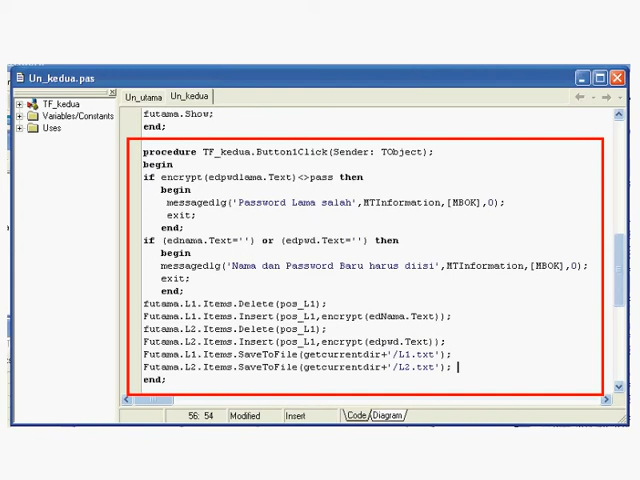 Un_kedua.pas
TF_kedua
Variables/Constants
Uses
Un_utama Un_kedua
futama.Show;
end;
procedure TF_kedua.Button1Click(Sender: TObject);
begin
if encrypt(edpwdlama.Text)<>pass then
begin
messagedlg('Password Lama salah',MTInformation,[MBOK],0);
exit;
end;
if (ednama.Text='') or (edpwd.Text='') then
begin
messagedlg('Nama dan Password Baru harus diisi',MTInformation,[MBOK],0);
exit;
end;
futama.L1.Items.Delete(pos_L1);
Futama.L1.Items.Insert(pos_L1,encrypt(edNama.Text));
futama.L2.Items.Delete(pos_L1);
Futama.L2.Items.Insert(pos_L1,encrypt(edpwd.Text));
Futama.L1.Items.SaveToFile(getcurrentdir+'/L1.txt');
Futama.L2.Items.SaveToFile(getcurrentdir+'/L2.txt');
end;
56: 54 Modified Insert Code Diagram